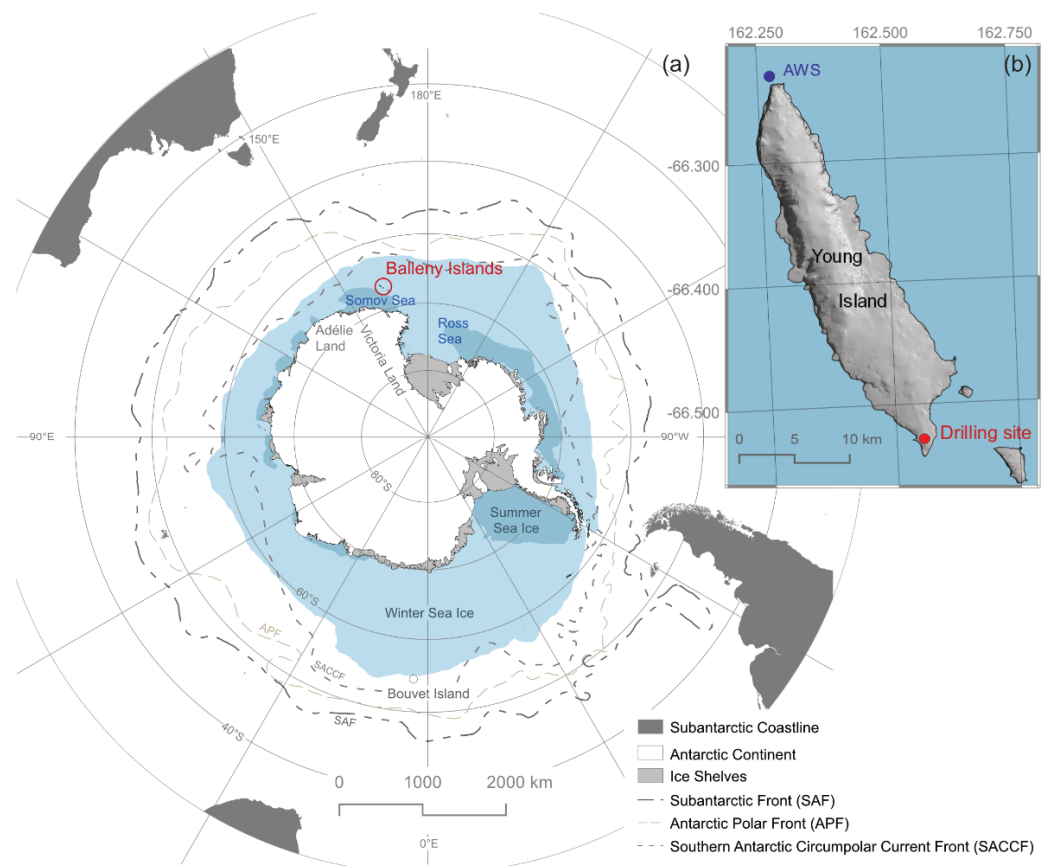 162.250
162.500
162.750
(a)
(b)
AWS
180°E
150°E
-66.300
Balleny Islands
Young
Island
Somov Sea
Ross
Sea
-66.400
Adélie
Land
Victoria Land
-66.500
Drilling site
90°E
90°W
0
5
10 km
80°S
Summer
Sea Ice
60°S
Winter Sea Ice
APF
SACCF
Bouvet Island
SAF
40°S
0
1000
2000 km
0°E
Subantarctic Coastline
Antarctic Continent
Ice Shelves
Subantarctic Front (SAF)
Antarctic Polar Front (APF)
Southern Antarctic Circumpolar Current Front (SACCF)